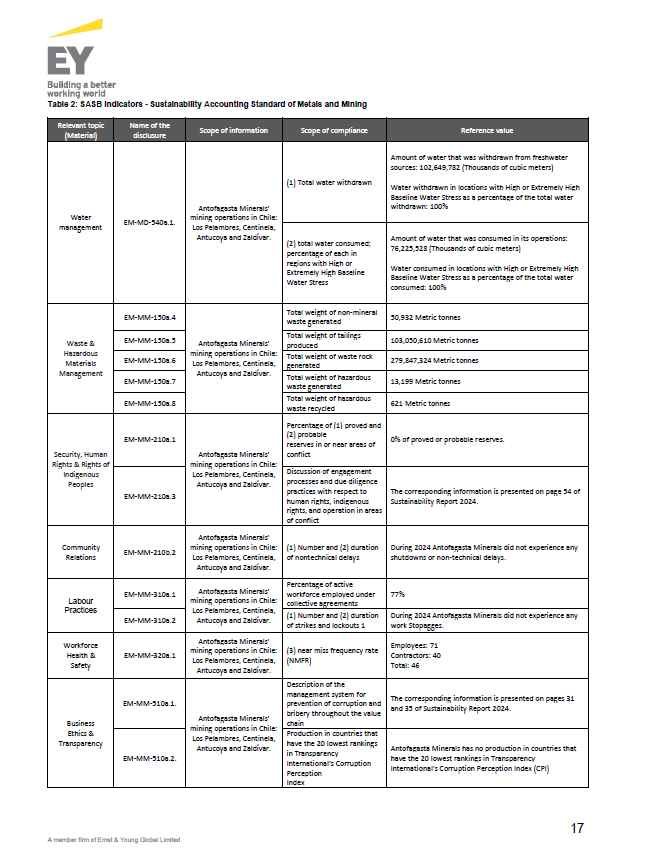 EY
Building a better
working world
Table 2: SASB Indicators - Sustainability Accounting Standard of Metals and Mining
Relevant topic
(Material)
Name of the
disclusure
Scope of information
Scope of compliance
Reference value
Water
management
EM-MD-540a.1.
Antofagasta Minerals'
mining operations in Chile:
Los Pelambres, Centinela,
Antucoya and Zaldívar.
(1) Total water withdrawn
Amount of water that was withdrawn from freshwater
sources: 102,649,782 (Thousands of cubic meters)
Water withdrawn in locations with High or Extremely High
Baseline Water Stress as a percentage of the total water
withdrawn: 100%
(2) total water consumed;
percentage of each in
regions with High or
Extremely High Baseline
Water Stress
Amount of water that was consumed in its operations:
76,225,528 (Thousands of cubic meters)
Water consumed in locations with High or Extremely High
Baseline Water Stress as a percentage of the total water
consumed: 100%
Waste &
Hazardous
Materials
Management
EM-MM-150a.4
Antofagasta Minerals'
mining operations in Chile:
Los Pelambres, Centinela,
Antucoya and Zaldívar.
Total weight of non-mineral
waste generated
50,932 Metric tonnes
EM-MM-150a.5
Total weight of tailings
produced
103,050,610 Metric tonnes
EM-MM-150a.6
Total weight of waste rock
generated
279,847,324 Metric tonnes
EM-MM-150a.7
Total weight of hazardous
waste generated
13,199 Metric tonnes
EM-MM-150a.8
Total weight of hazardous
waste recycled
621 Metric tonnes
Security, Human
Rights & Rights of
Indigenous
Peoples
EM-MM-210a.1
Antofagasta Minerals'
mining operations in Chile:
Los Pelambres, Centinela,
Antucoya and Zaldívar.
Percentage of (1) proved and
(2) probable
reserves in or near areas of
conflict
0% of proved or probable reserves.
EM-MM-210a.3
Discussion of engagement
processes and due diligence
practices with respect to
human rights, indigenous
rights, and operation in areas
of conflict
The corresponding information is presented on page 54 of
Sustainability Report 2024.
Community
Relations
EM-MM-210b.2
Antofagasta Minerals'
mining operations in Chile:
Los Pelambres, Centinela,
Antucoya and Zaldívar.
(1) Number and (2) duration
of nontechnical delays
During 2024 Antofagasta Minerals did not experience any
shutdowns or non-technical delays.
Labour
Practices
EM-MM-310a.1
Antofagasta Minerals'
mining operations in Chile:
Los Pelambres, Centinela,
Antucoya and Zaldívar.
Percentage of active
workforce employed under
collective agreements
77%
EM-MM-310a.2
(1) Number and (2) duration
of strikes and lockouts 1
During 2024 Antofagasta Minerals did not experience any
work Stopagges.
Workforce
Health &
Safety
EM-MM-320a.1
Antofagasta Minerals'
mining operations in Chile:
Los Pelambres, Centinela,
Antucoya and Zaldívar.
(3) near miss frequency rate
(NMFR)
Employees: 71
Contractors: 40
Total: 46
Business
Ethics &
Transparency
EM-MM-510a.1.
Antofagasta Minerals'
mining operations in Chile:
Los Pelambres, Centinela,
Antucoya and Zaldívar.
Description of the
management system for
prevention of corruption and
bribery throughout the value
chain
The corresponding information is presented on pages 31
and 35 of Sustainability Report 2024.
EM-MM-510a.2.
Production in countries that
have the 20 lowest rankings
in Transparency
International's Corruption
Perception
Index
Antofagasta Minerals has no production in countries that
have the 20 lowest rankings in Transparency
International's Corruption Perception Index (CPI)
17
A member firm of Ernst & Young Global Limited